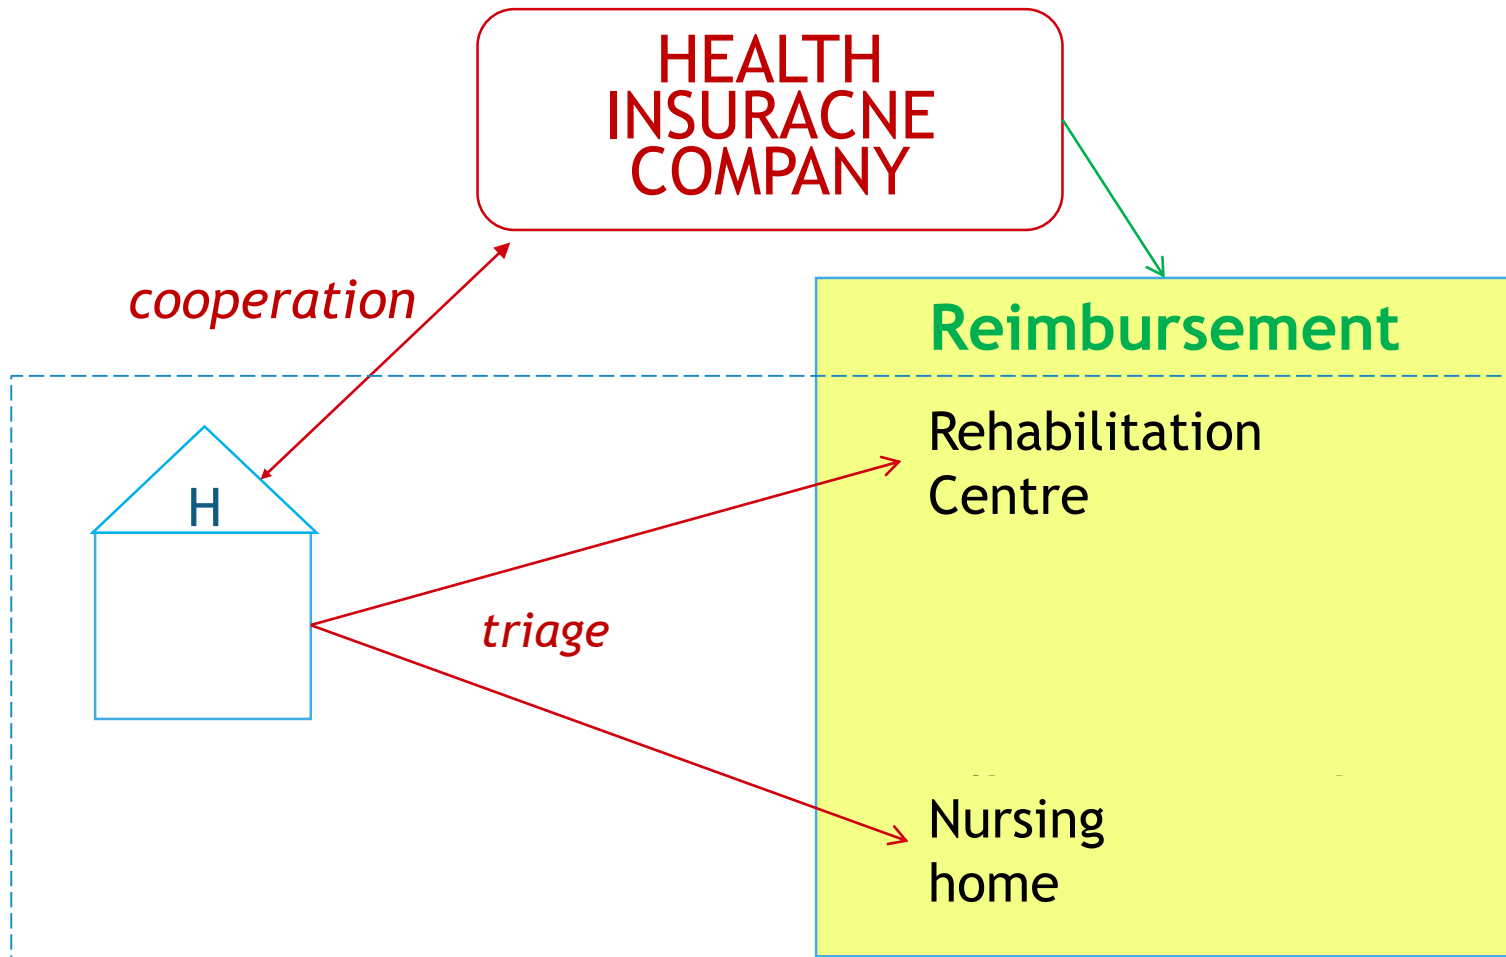 HEALTH
INSURACNE
COMPANY
cooperation
Reimbursement
Rehabilitation
Centre
H
triage
Nursing
home